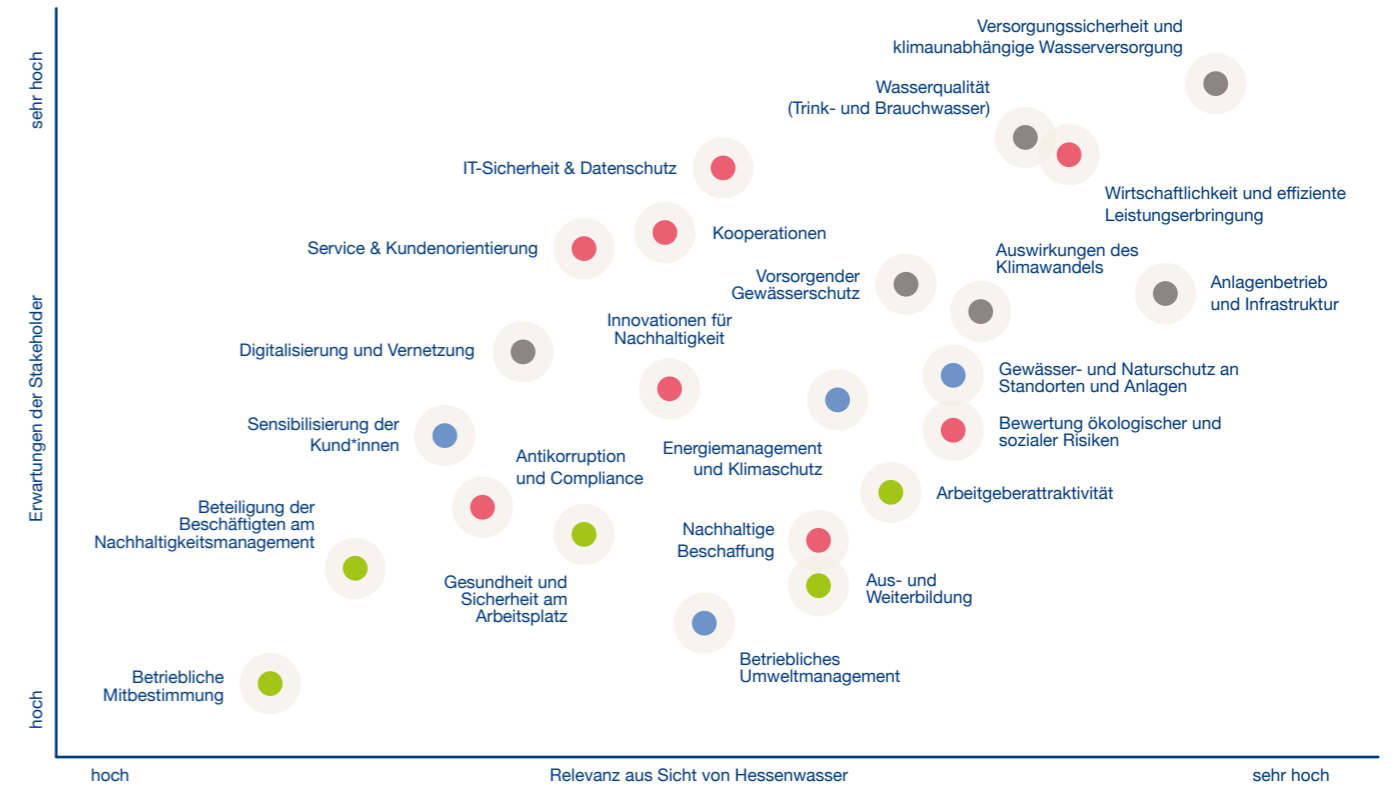 Versorgungssicherheit und
klimaunabhängige Wasserversorgung
Wasserqualität
(Trink- und Brauchwasser)
IT-Sicherheit & Datenschutz
Wirtschaftlichkeit und effiziente
Leistungserbringung
Service & Kundenorientierung
Kooperationen
Auswirkungen des
Klimawandels
Vorsorgender
Gewässerschutz
Anlagenbetrieb
und Infrastruktur
Innovationen für
Nachhaltigkeit
Digitalisierung und Vernetzung
Gewässer- und Naturschutz an
Standorten und Anlagen
Sensibilisierung der
Kund*innen
Bewertung ökologischer und
sozialer Risiken
Energiemanagement
und Klimaschutz
Antikorruption
und Compliance
Arbeitgeberattraktivität
Beteiligung der
Beschäftigten am
Nachhaltigkeitsmanagement
Nachhaltige
Beschaffung
Gesundheit und
Sicherheit am
Arbeitsplatz
Aus- und
Weiterbildung
Betriebliches
Umweltmanagement
Betriebliche
Mitbestimmung
sehr hoch
Erwartungen der Stakeholder
hoch
hoch
Relevanz aus Sicht von Hessenwasser
sehr hoch